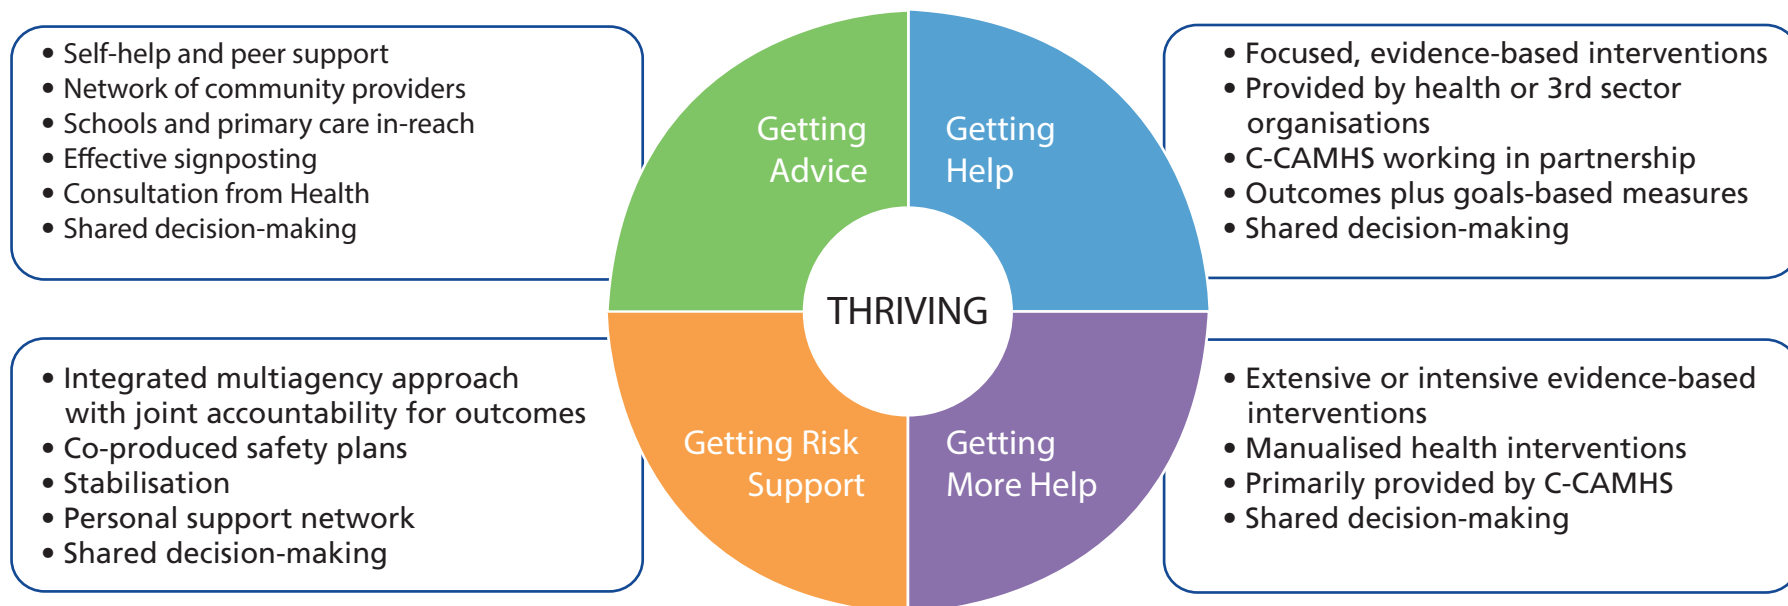 • Self-help and peer support
• Network of community providers
• Schools and primary care in-reach
• Effective signposting
• Consultation from Health
• Shared decision-making
Getting
Advice
Getting
Help
• Focused, evidence-based interventions
• Provided by health or 3rd sector
organisations
• C-CAMHS working in partnership
• Outcomes plus goals-based measures
• Shared decision-making
THRIVING
• Integrated multiagency approach
with joint accountability for outcomes
• Co-produced safety plans
• Stabilisation
• Personal support network
• Shared decision-making
Getting Risk
Support
Getting
More Help
• Extensive or intensive evidence-based
interventions
• Manualised health interventions
• Primarily provided by C-CAMHS
• Shared decision-making